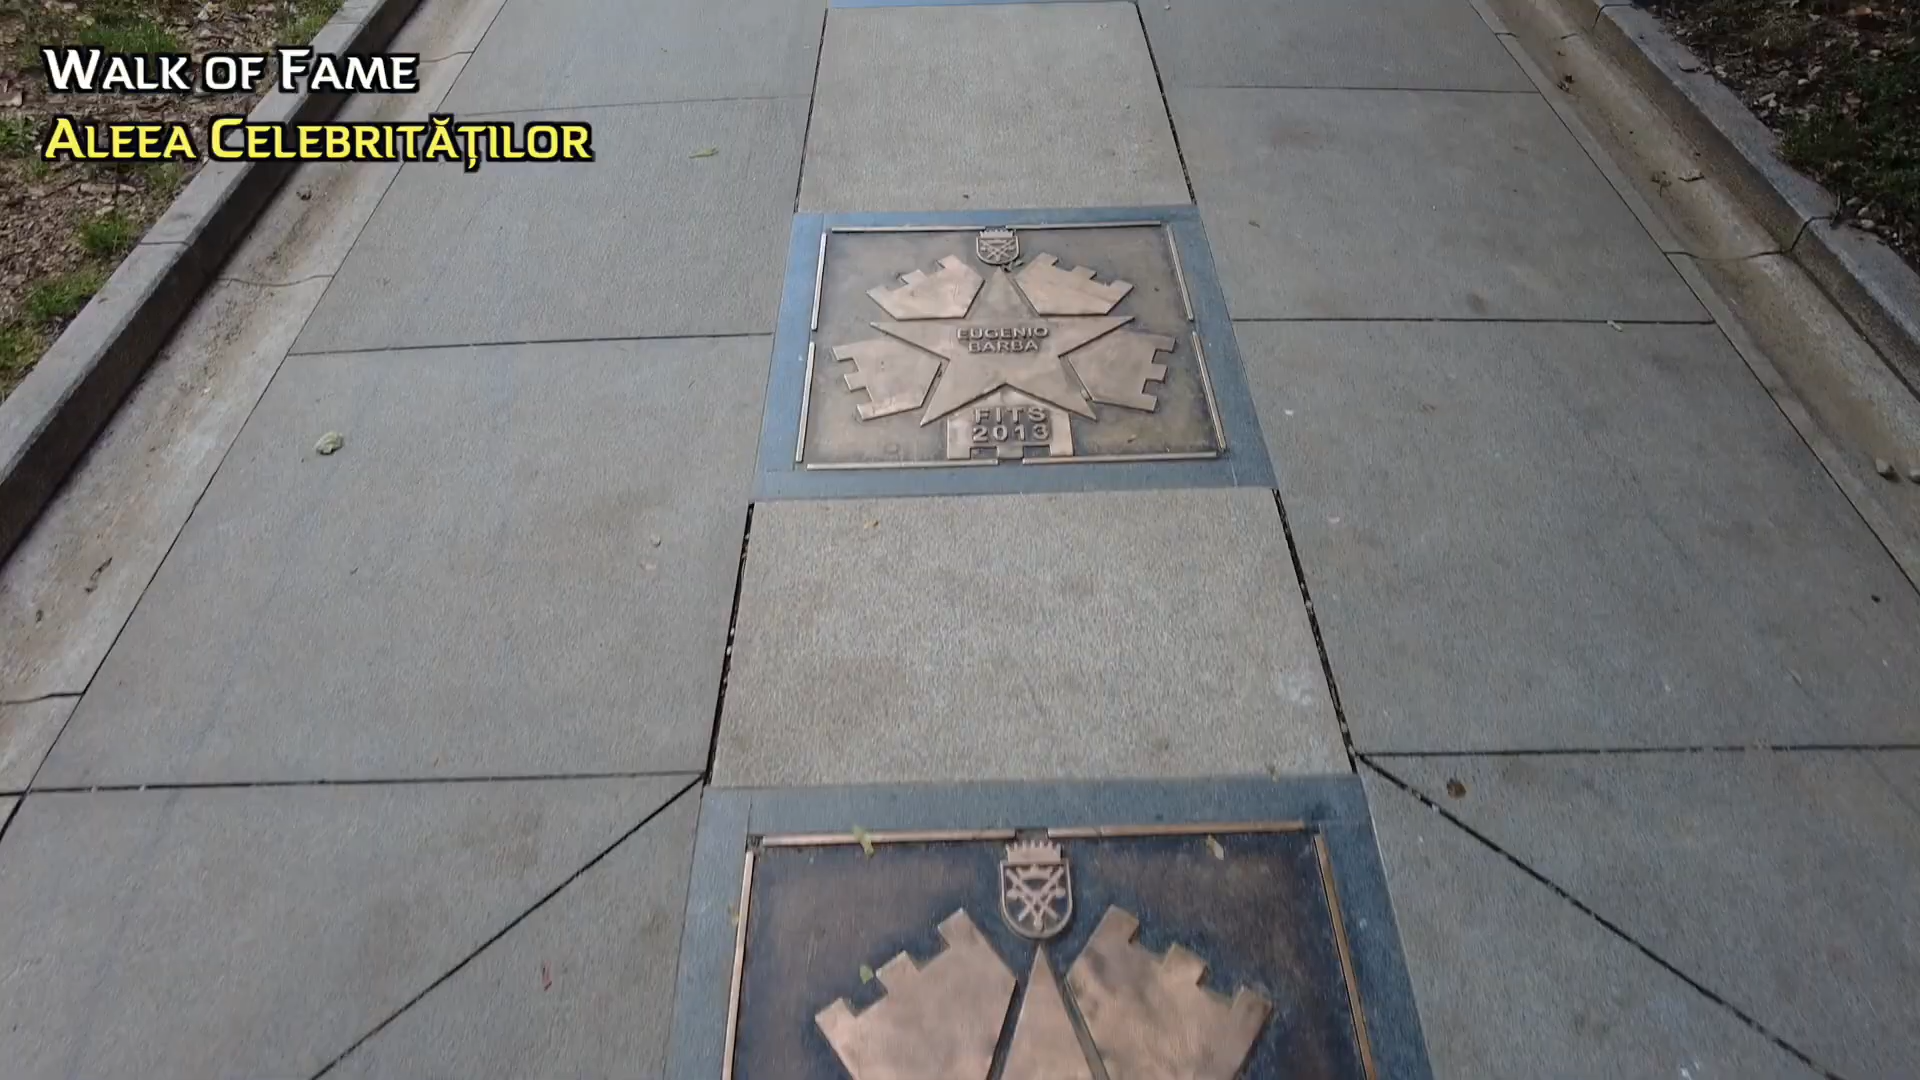 WALK OF FAME
ALEEA CELEBRITĂȚILOR
EUGENIO
BARBA
FITS
2013